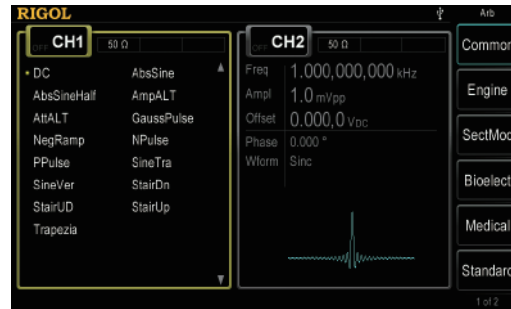 RIGOL Arb
OFF CH1 50 Ω
• DC AbsSine
AbsSineHalf AmpALT
AttALT GaussPulse
NegRamp NPulse
PPulse SineTra
SineVer StairDn
StairUD StairUp
Trapezia
OFF CH2 50 Ω
Freq 1.000,000,000 kHz
Ampl 1.0 mVpp
Offset 0.000,0 VDC
Phase 0.000 °
Wform Sinc
Common
Engine
SectMod
Bioelect
Medical
Standard
1 of 2